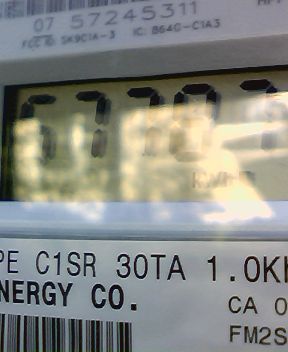 07 57245311
FCC ID: SK9C1A-3 IC: 864G-C1A3
kWh
PE C1SR 30TA 1.0K
NERGY CO.
CA 0
FM2S